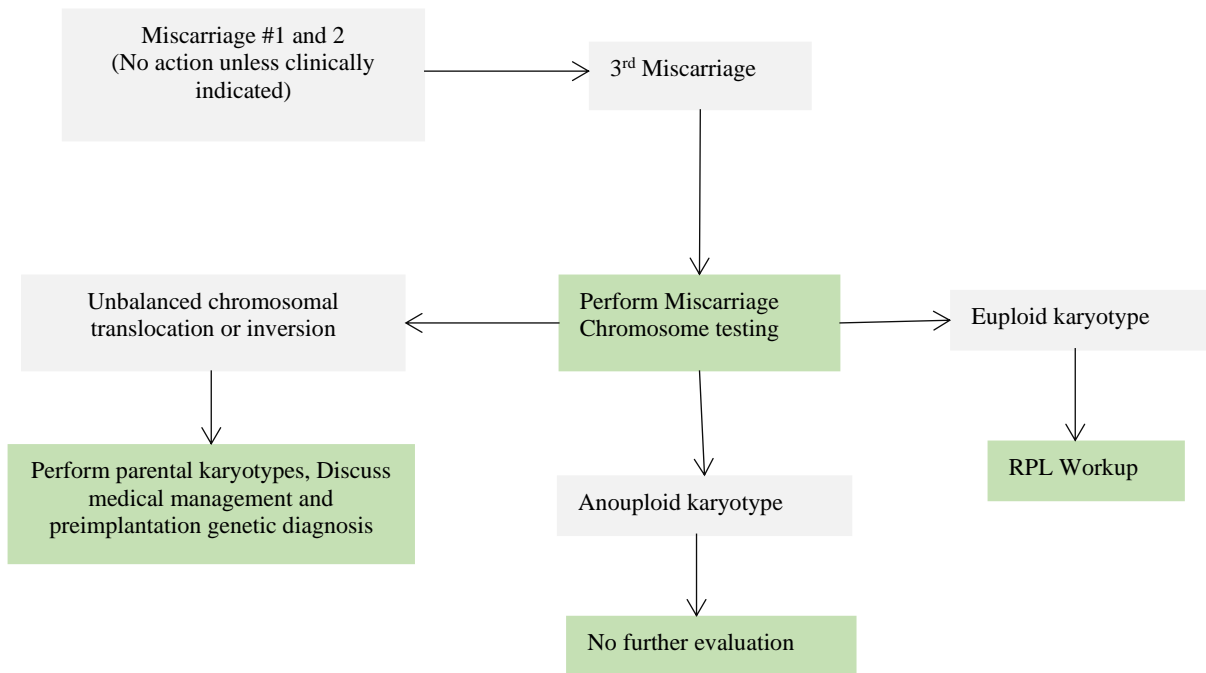 Miscarriage #1 and 2
(No action unless clinically
indicated)
3rd Miscarriage
Unbalanced chromosomal
translocation or inversion
Perform Miscarriage
Chromosome testing
Euploid karyotype
Perform parental karyotypes, Discuss
medical management and
preimplantation genetic diagnosis
RPL Workup
Anouploid karyotype
No further evaluation